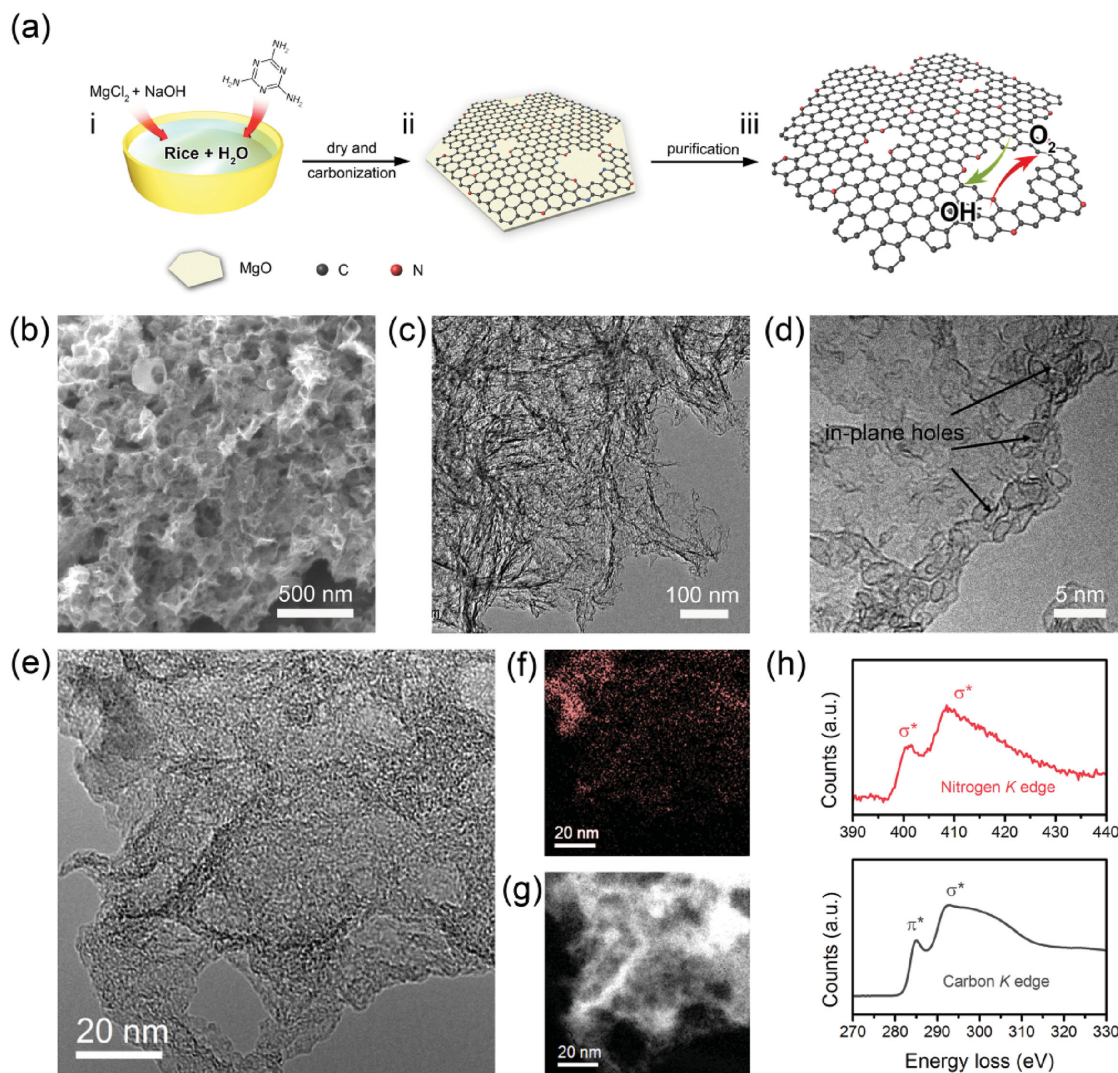 (a)
MgCl2 + NaOH
NH2
H2N
N
N
N
NH2
i
Rice + H2O
dry and
carbonization
ii
purification
iii
O2
OH-
MgO
C
N
(b)
500 nm
(c)
100 nm
(d)
in-plane holes
5 nm
(e)
20 nm
(f)
20 nm
(g)
20 nm
(h)
Counts (a.u.)
σ*
σ*
Nitrogen K edge
390 400 410 420 430 440
Counts (a.u.)
π*
σ*
Carbon K edge
270 280 290 300 310 320 330
Energy loss (eV)